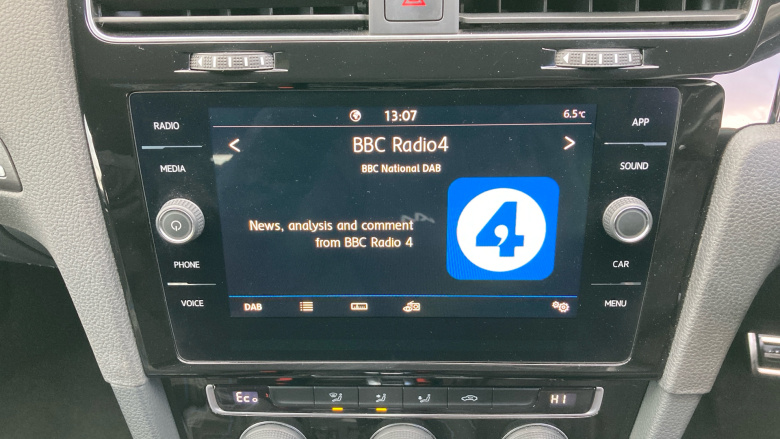 RADIO
MEDIA
PHONE
VOICE
13:07
6.5°C
< BBC Radio4 >
BBC National DAB
News, analysis and comment
from BBC Radio 4
4
DAB
APP
SOUND
CAR
MENU
Eco
HI